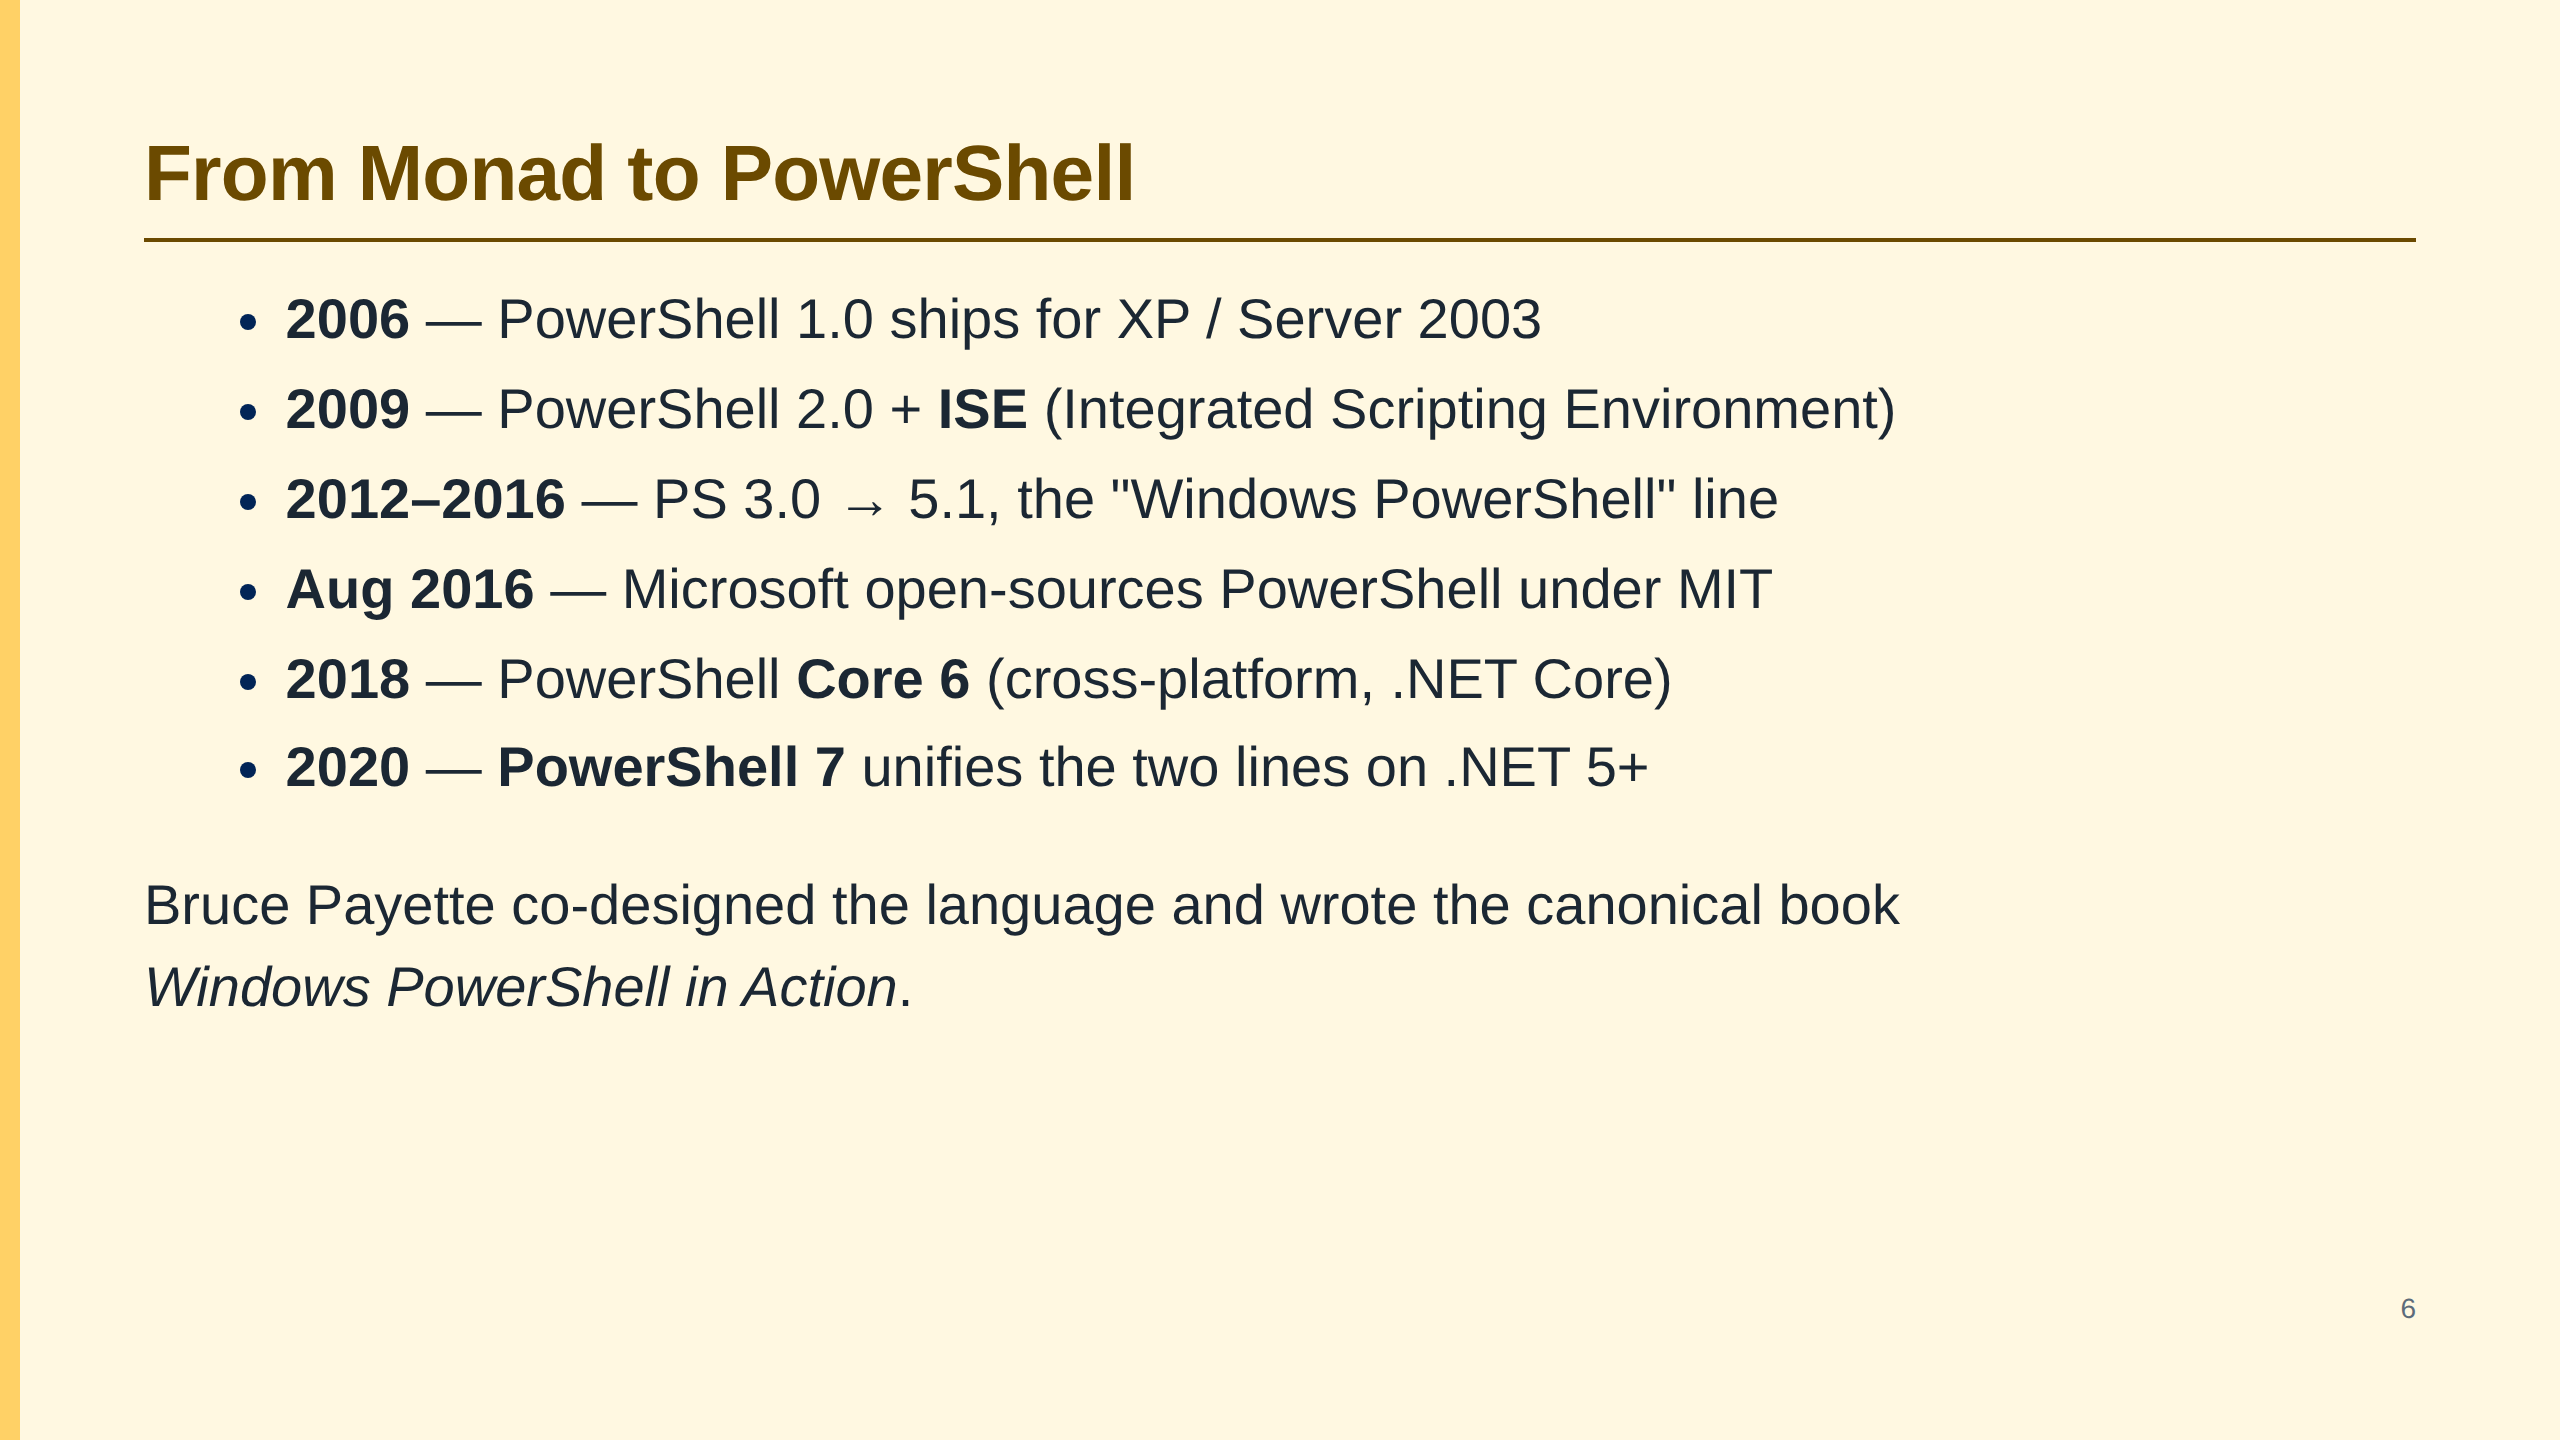 From Monad to PowerShell
• 2006 — PowerShell 1.0 ships for XP / Server 2003
• 2009 — PowerShell 2.0 + ISE (Integrated Scripting Environment)
• 2012–2016 — PS 3.0 → 5.1, the "Windows PowerShell" line
• Aug 2016 — Microsoft open-sources PowerShell under MIT
• 2018 — PowerShell Core 6 (cross-platform, .NET Core)
• 2020 — PowerShell 7 unifies the two lines on .NET 5+
Bruce Payette co-designed the language and wrote the canonical book
Windows PowerShell in Action.
6